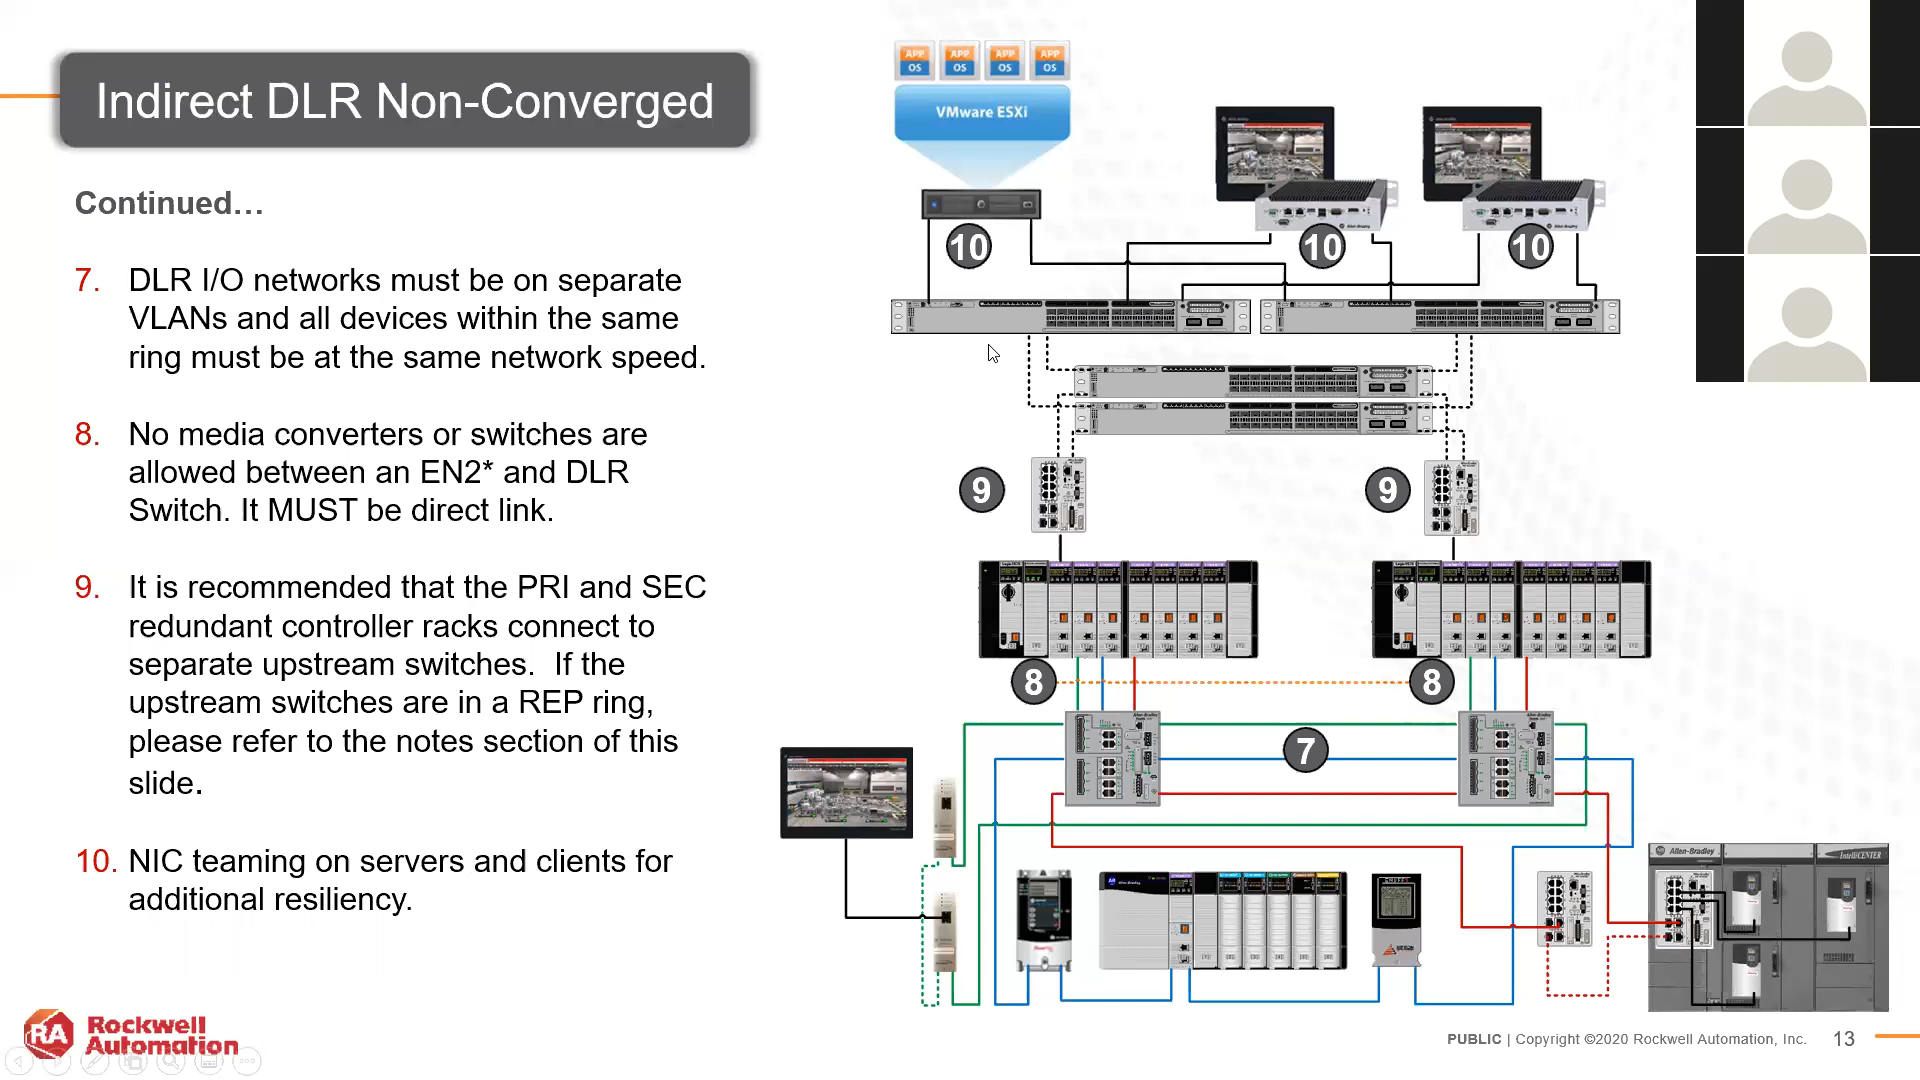 Indirect DLR Non-Converged
Continued…
7. DLR I/O networks must be on separate
VLANs and all devices within the same
ring must be at the same network speed.
8. No media converters or switches are
allowed between an EN2* and DLR
Switch. It MUST be direct link.
9. It is recommended that the PRI and SEC
redundant controller racks connect to
separate upstream switches.  If the
upstream switches are in a REP ring,
please refer to the notes section of this
slide.
10. NIC teaming on servers and clients for
additional resiliency.
APP APP APP APP
OS OS OS OS
VMware ESXi
10 10 10
9 9
8 8
7
Allen-Bradley
Allen-Bradley
Allen-Bradley IntelliCENTER
RA Rockwell
Automation
PUBLIC | Copyright ©2020 Rockwell Automation, Inc. 13